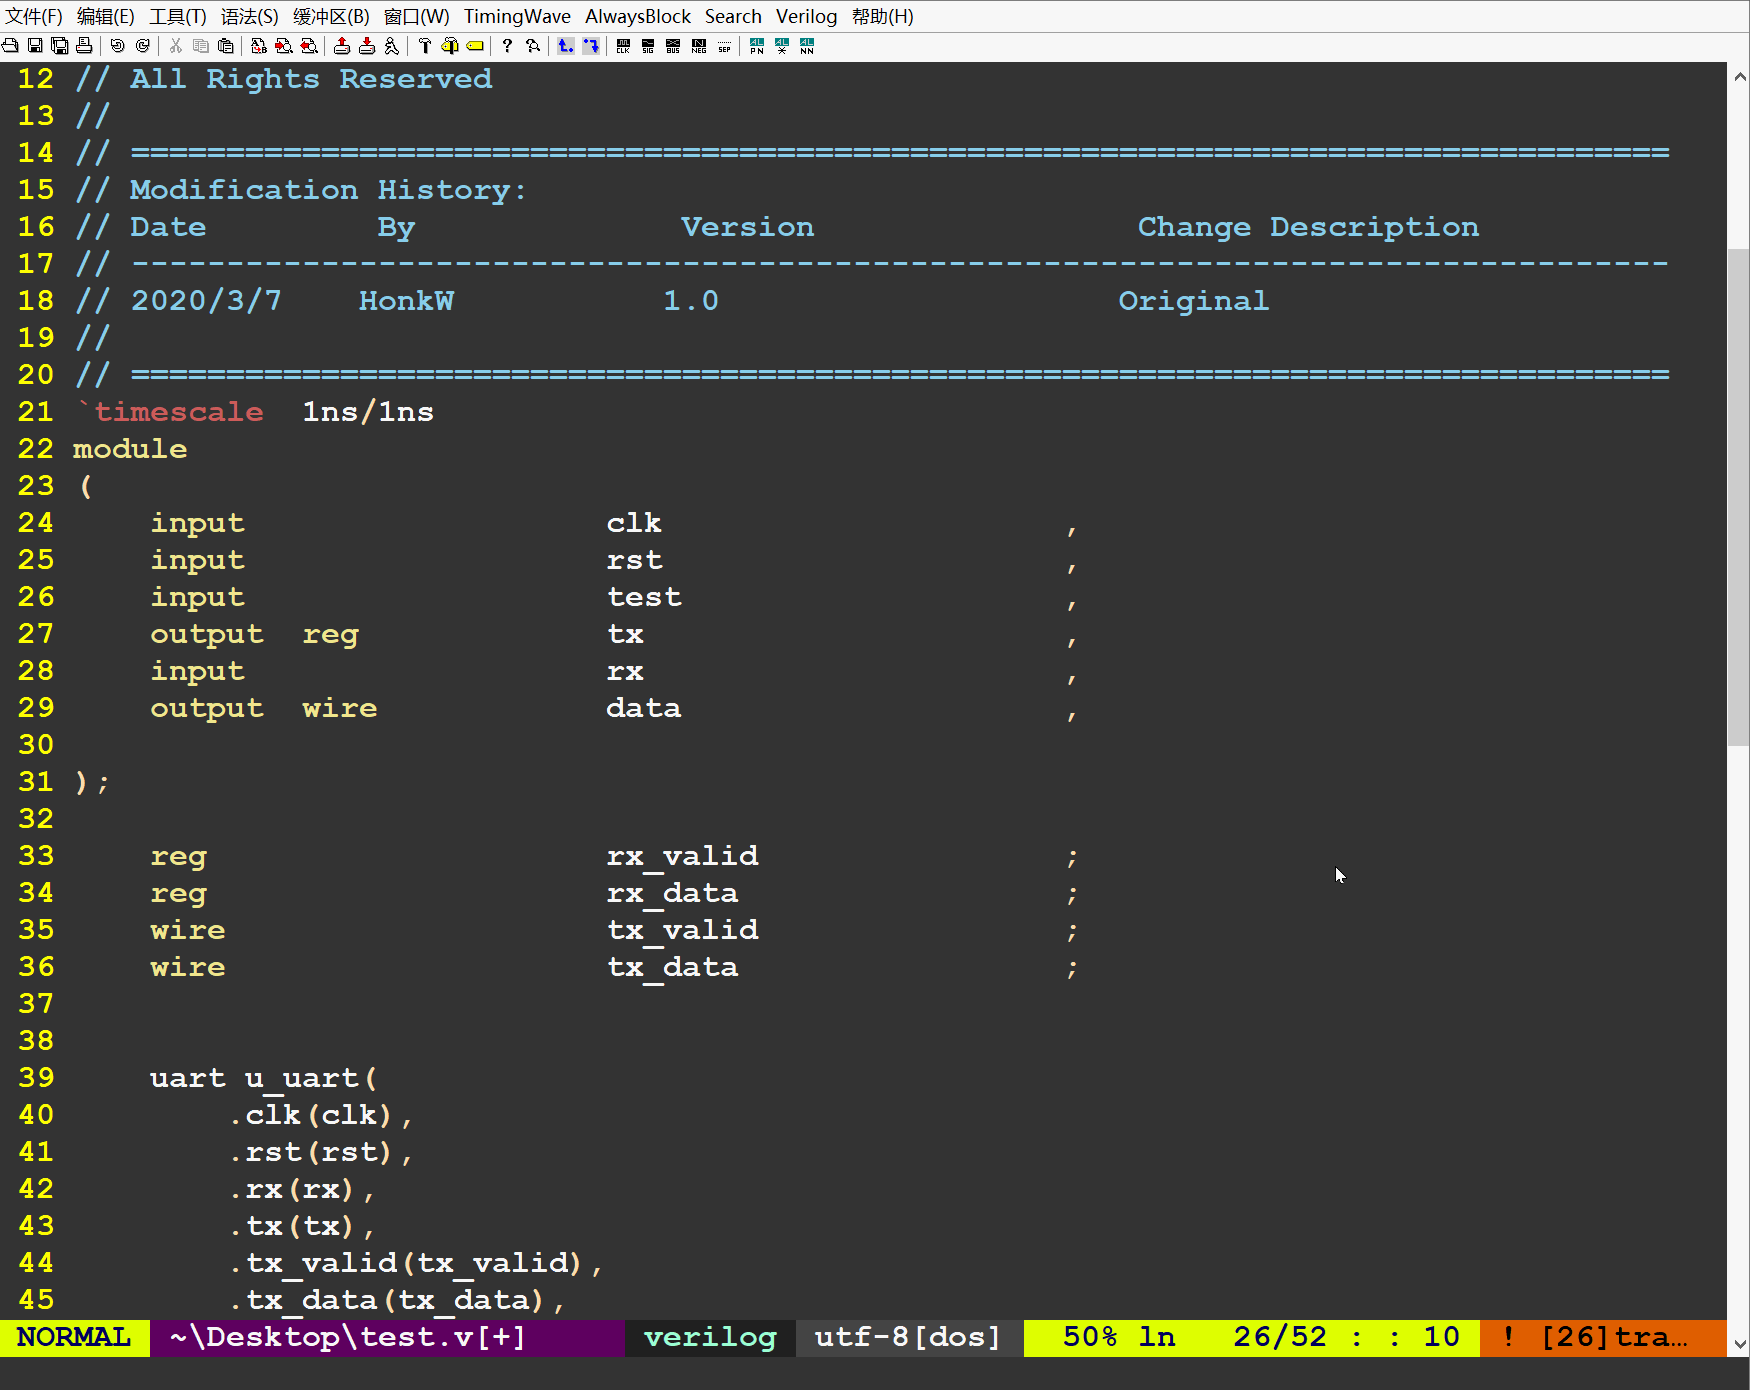 文件(F) 编辑(E) 工具(T) 语法(S) 缓冲区(B) 窗口(W) TimingWave AlwaysBlock Search Verilog 帮助(H)
12 // All Rights Reserved
13 //
14 // =================================================================================
15 // Modification History:
16 // Date         By              Version                 Change Description
17 // ---------------------------------------------------------------------------------
18 // 2020/3/7    HonkW           1.0                     Original
19 //
20 // =================================================================================
21 `timescale  1ns/1ns
22 module
23 (
24     input                   clk                     ,
25     input                   rst                     ,
26     input                   test                    ,
27     output  reg             tx                      ,
28     input                   rx                      ,
29     output  wire            data                    ,
30
31 );
32
33     reg                     rx_valid                ;
34     reg                     rx_data                 ;
35     wire                    tx_valid                ;
36     wire                    tx_data                 ;
37
38
39     uart u_uart(
40         .clk(clk),
41         .rst(rst),
42         .rx(rx),
43         .tx(tx),
44         .tx_valid(tx_valid),
45         .tx_data(tx_data),
NORMAL ~\Desktop\test.v[+] verilog utf-8[dos] 50% ln 26/52 : : 10 ! [26]tra…